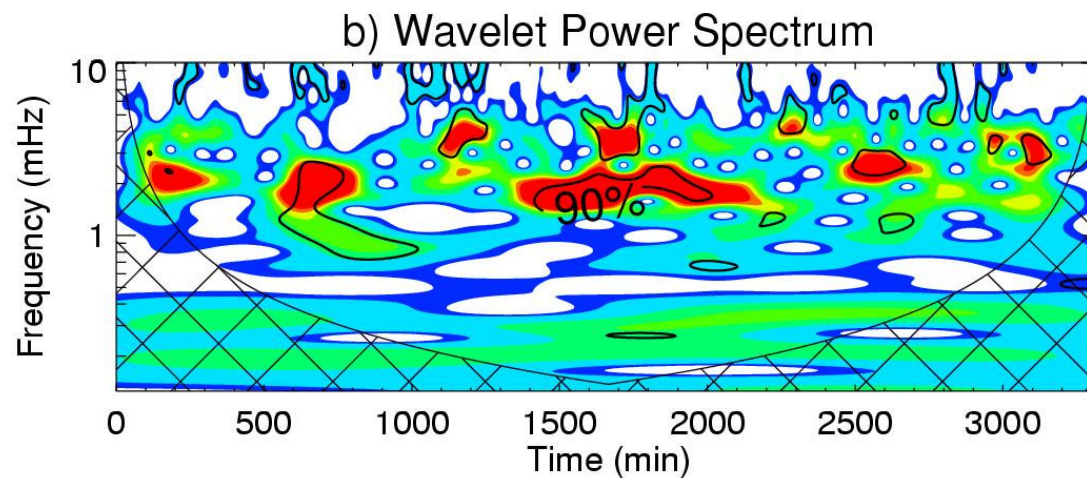 b) Wavelet Power Spectrum
10
1
Frequency (mHz)
90%
0 500 1000 1500 2000 2500 3000
Time (min)